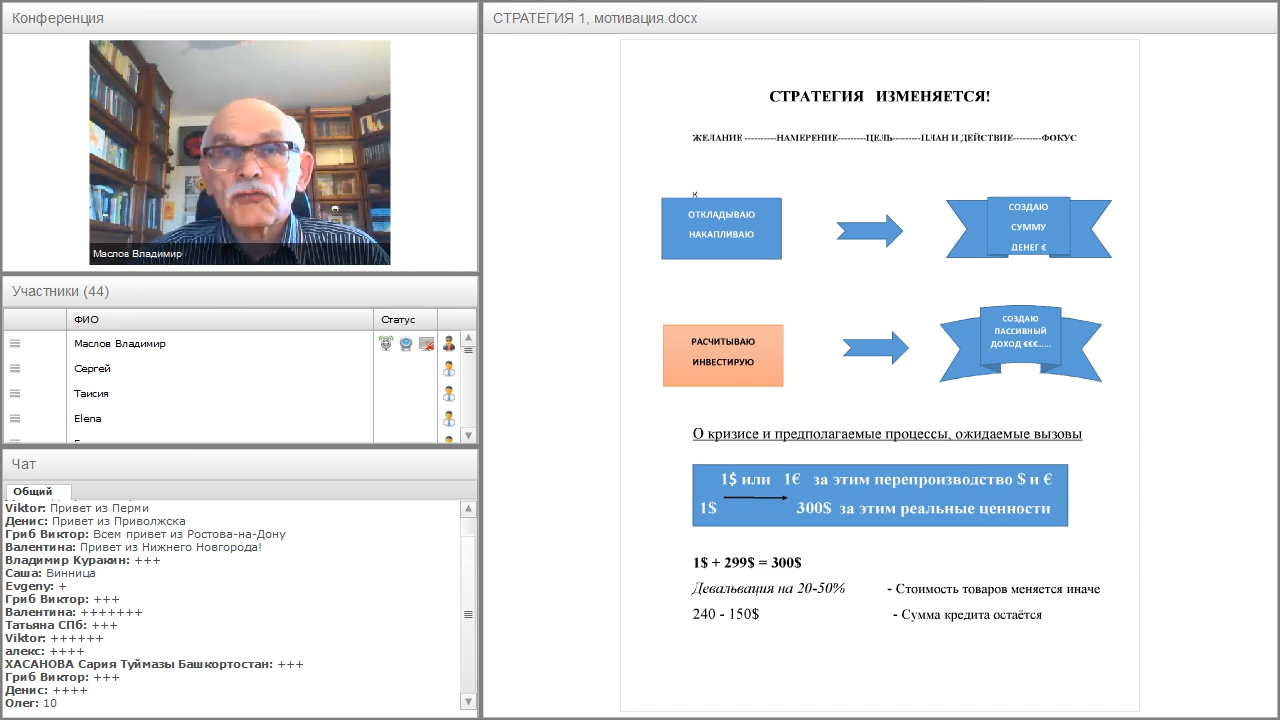 Конференция
Маслов Владимир
Участники (44)
ФИО
Статус
Маслов Владимир
Сергей
Таисия
Elena
Чат
Общий
Viktor: Привет из Перми
Денис: Привет из Приволжска
Гриб Виктор: Всем привет из Ростова-на-Дону
Валентина: Привет из Нижнего Новгорода!
Владимир Куракин: +++
Саша: Винница
Evgeny: +
Гриб Виктор: +++
Валентина: +++++++
Татьяна СПб: +++
Viktor: ++++++
алекс: ++++
ХАСАНОВА Сария Туймазы Башкортостан: +++
Гриб Виктор: +++
Денис: ++++
Олег: 10
СТРАТЕГИЯ 1, мотивация.docx
СТРАТЕГИЯ ИЗМЕНЯЕТСЯ!
ЖЕЛАНИЕ ----------НАМЕРЕНИЕ---------ЦЕЛЬ---------ПЛАН И ДЕЙСТВИЕ---------ФОКУС
К
ОТКЛАДЫВАЮ
НАКАПЛИВАЮ
СОЗДАЮ
СУММУ
ДЕНЕГ €
РАСЧИТЫВАЮ
ИНВЕСТИРУЮ
СОЗДАЮ
ПАССИВНЫЙ
ДОХОД €€€.....
О кризисе и предполагаемые процессы, ожидаемые вызовы
1$ или 1€ за этим перепроизводство $ и €
1$ 300$ за этим реальные ценности
1$ + 299$ = 300$
Девальвация на 20-50% - Стоимость товаров меняется иначе
240 - 150$ - Сумма кредита остаётся